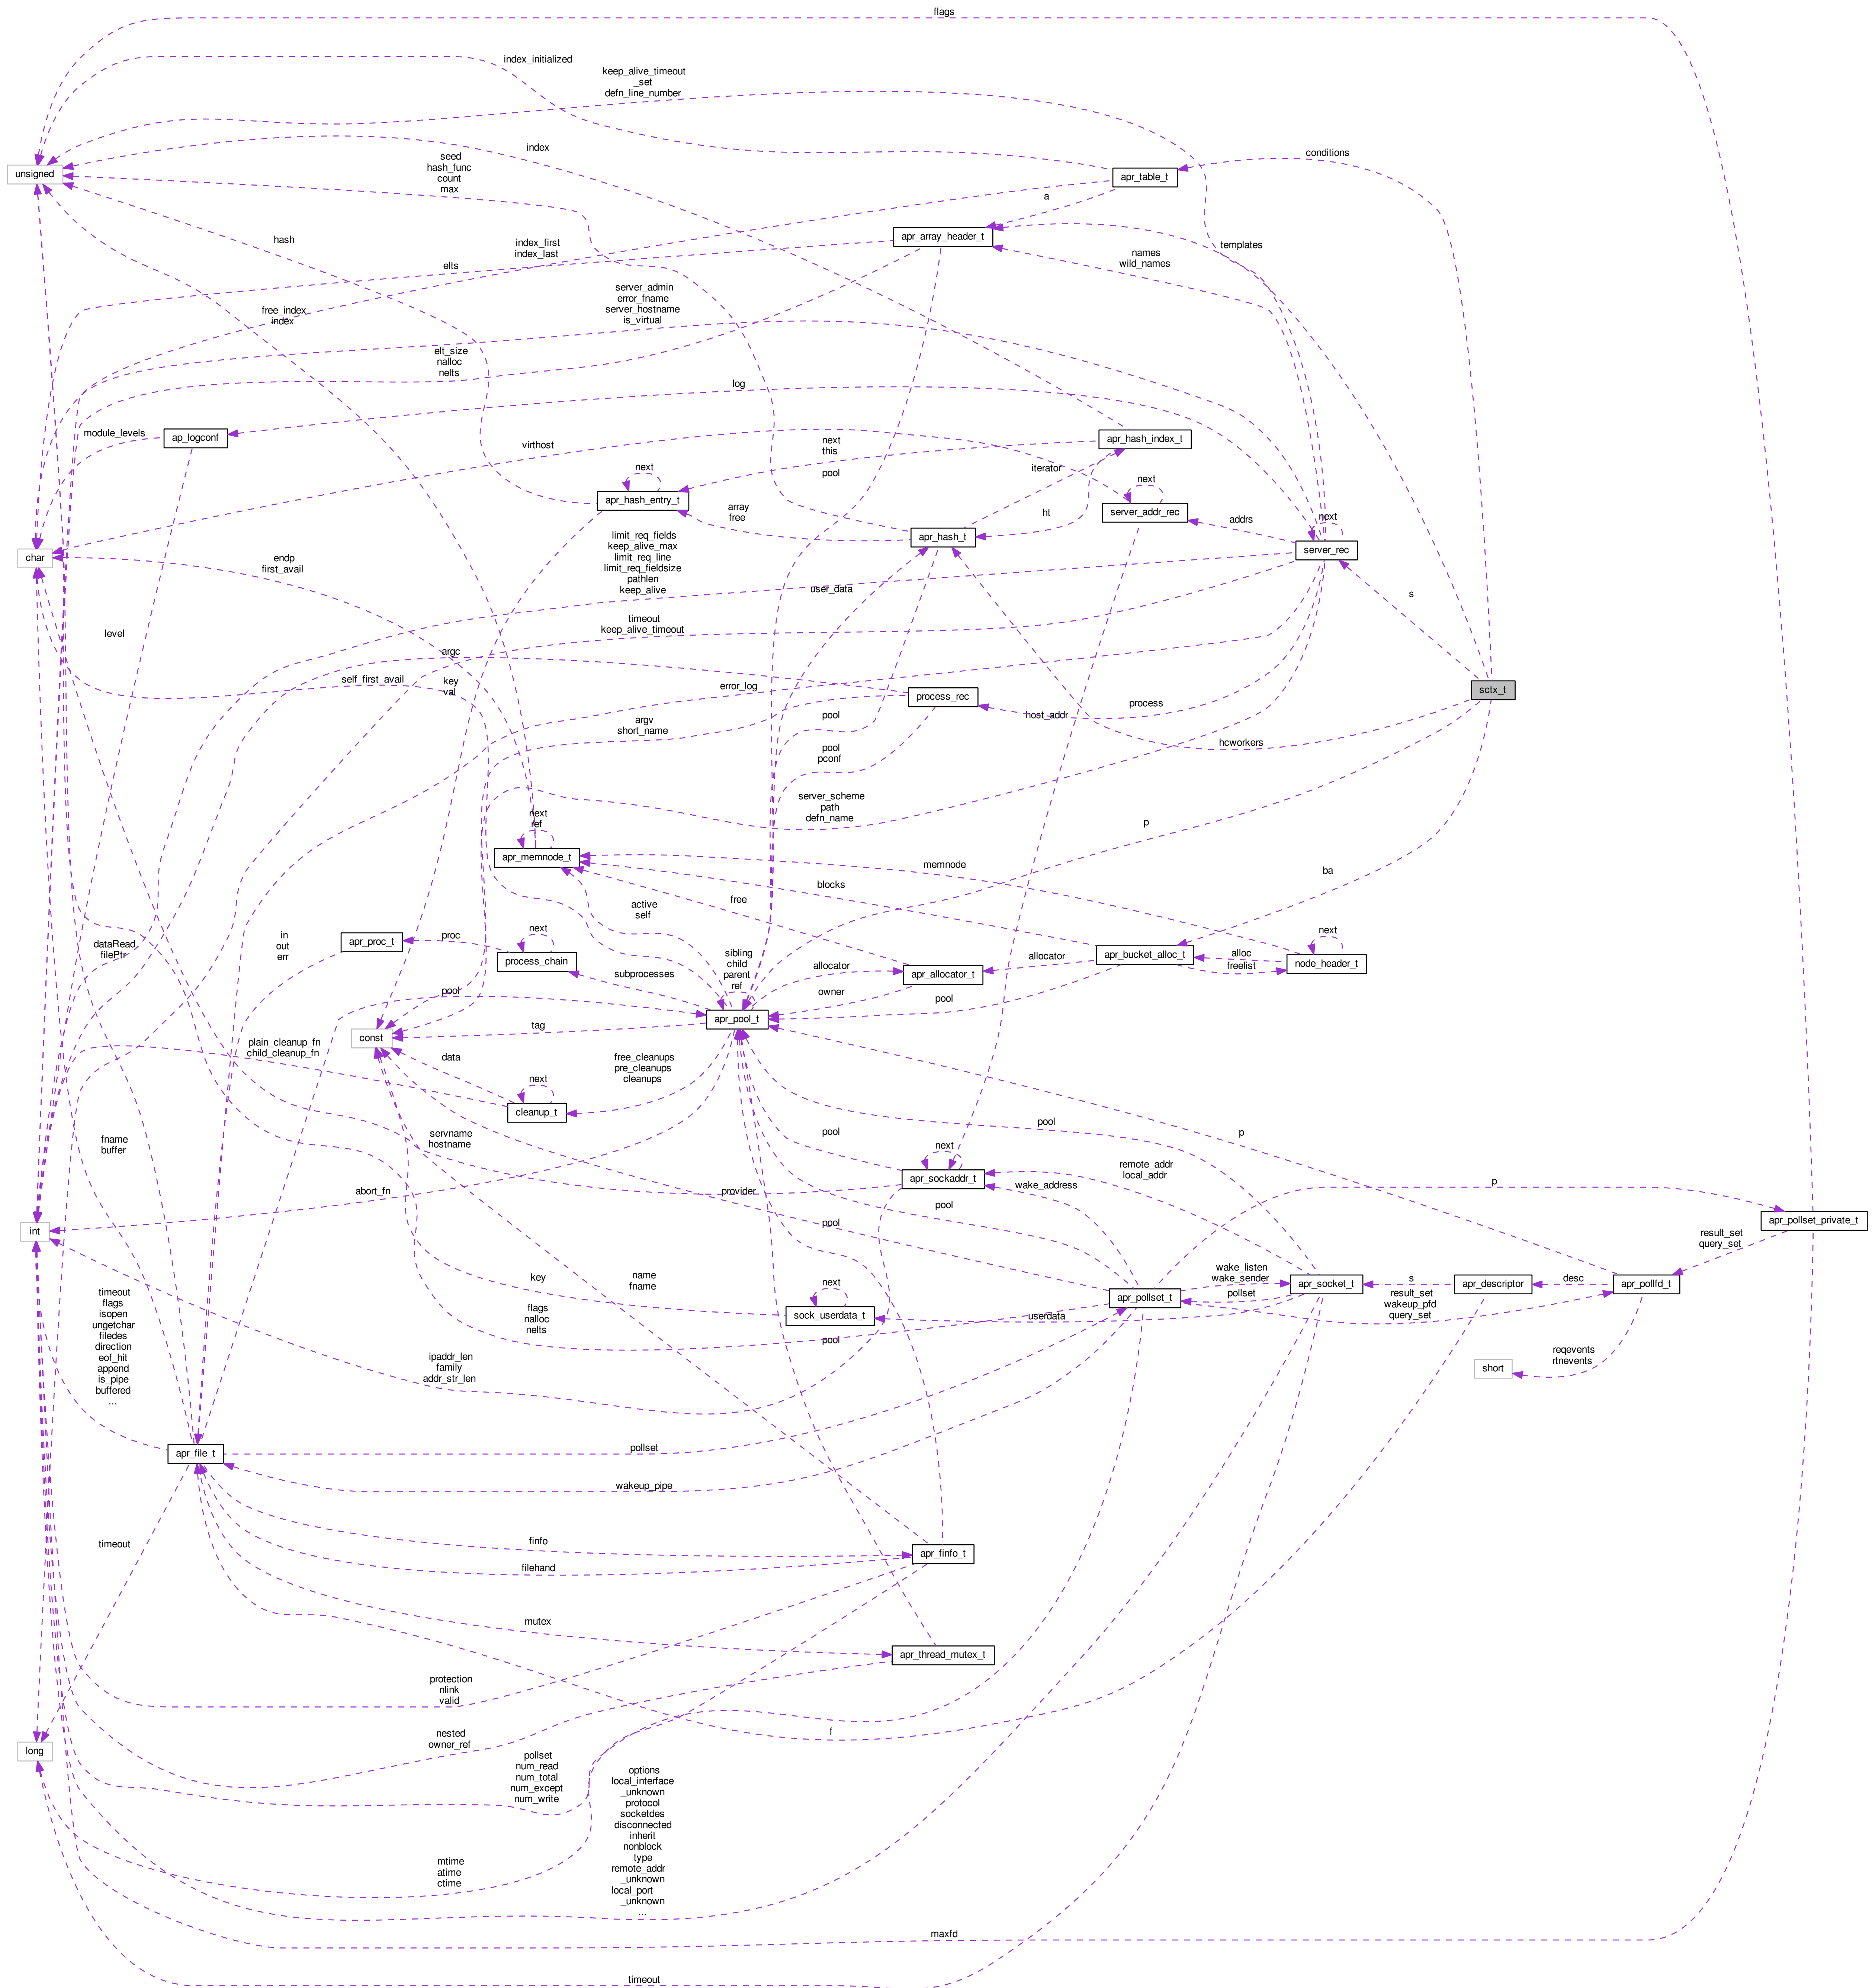 flags
index_initialized
keep_alive_timeout
_set
defn_line_number
index
seed
hash_func
count
max
conditions
unsigned
apr_table_t
a
hash
index_first
index_last
apr_array_header_t
templates
names
wild_names
elts
server_admin
error_fname
server_hostname
is_virtual
free_index
index
elt_size
nalloc
nelts
log
module_levels
ap_logconf
virthost
next
this
apr_hash_index_t
next
pool
iterator
apr_hash_entry_t
next
server_addr_rec
array
free
ht
addrs
next
char
endp
first_avail
limit_req_fields
keep_alive_max
limit_req_line
limit_req_fieldsize
pathlen
keep_alive
apr_hash_t
server_rec
user_data
s
level
timeout
keep_alive_timeout
argc
self_first_avail
key
val
error_log
process_rec
sctx_t
argv
short_name
pool
host_addr
process
hcworkers
pool
pconf
server_scheme
path
defn_name
next
ref
p
apr_memnode_t
memnode
ba
blocks
free
active
self
in
out
err
apr_proc_t
proc
next
dataRead
filePtr
process_chain
sibling
child
parent
ref
allocator
allocator
apr_bucket_alloc_t
alloc
freelist
next
node_header_t
subprocesses
apr_allocator_t
pool
owner
pool
apr_pool_t
tag
const
plain_cleanup_fn
child_cleanup_fn
data
next
free_cleanups
pre_cleanups
cleanups
cleanup_t
fname
buffer
servname
hostname
pool
next
pool
p
remote_addr
local_addr
apr_sockaddr_t
abort_fn
provider
wake_address
p
pool
pool
int
apr_pollset_private_t
result_set
query_set
key
name
fname
next
wake_listen
wake_sender
apr_socket_t
s
apr_descriptor
desc
apr_pollfd_t
timeout
flags
isopen
ungetchar
filedes
direction
eof_hit
append
is_pipe
buffered
...
flags
nalloc
nelts
sock_userdata_t
apr_pollset_t
pollset
result_set
wakeup_pfd
query_set
userdata
pool
short
reqevents
rtnevents
ipaddr_len
family
addr_str_len
apr_file_t
pollset
wakeup_pipe
timeout
finfo
apr_finfo_t
filehand
mutex
apr_thread_mutex_t
protection
nlink
valid
nested
owner_ref
f
long
pollset
num_read
num_total
num_except
num_write
options
local_interface
_unknown
protocol
socketdes
disconnected
inherit
nonblock
type
remote_addr
_unknown
local_port
_unknown
...
mtime
atime
ctime
maxfd
timeout